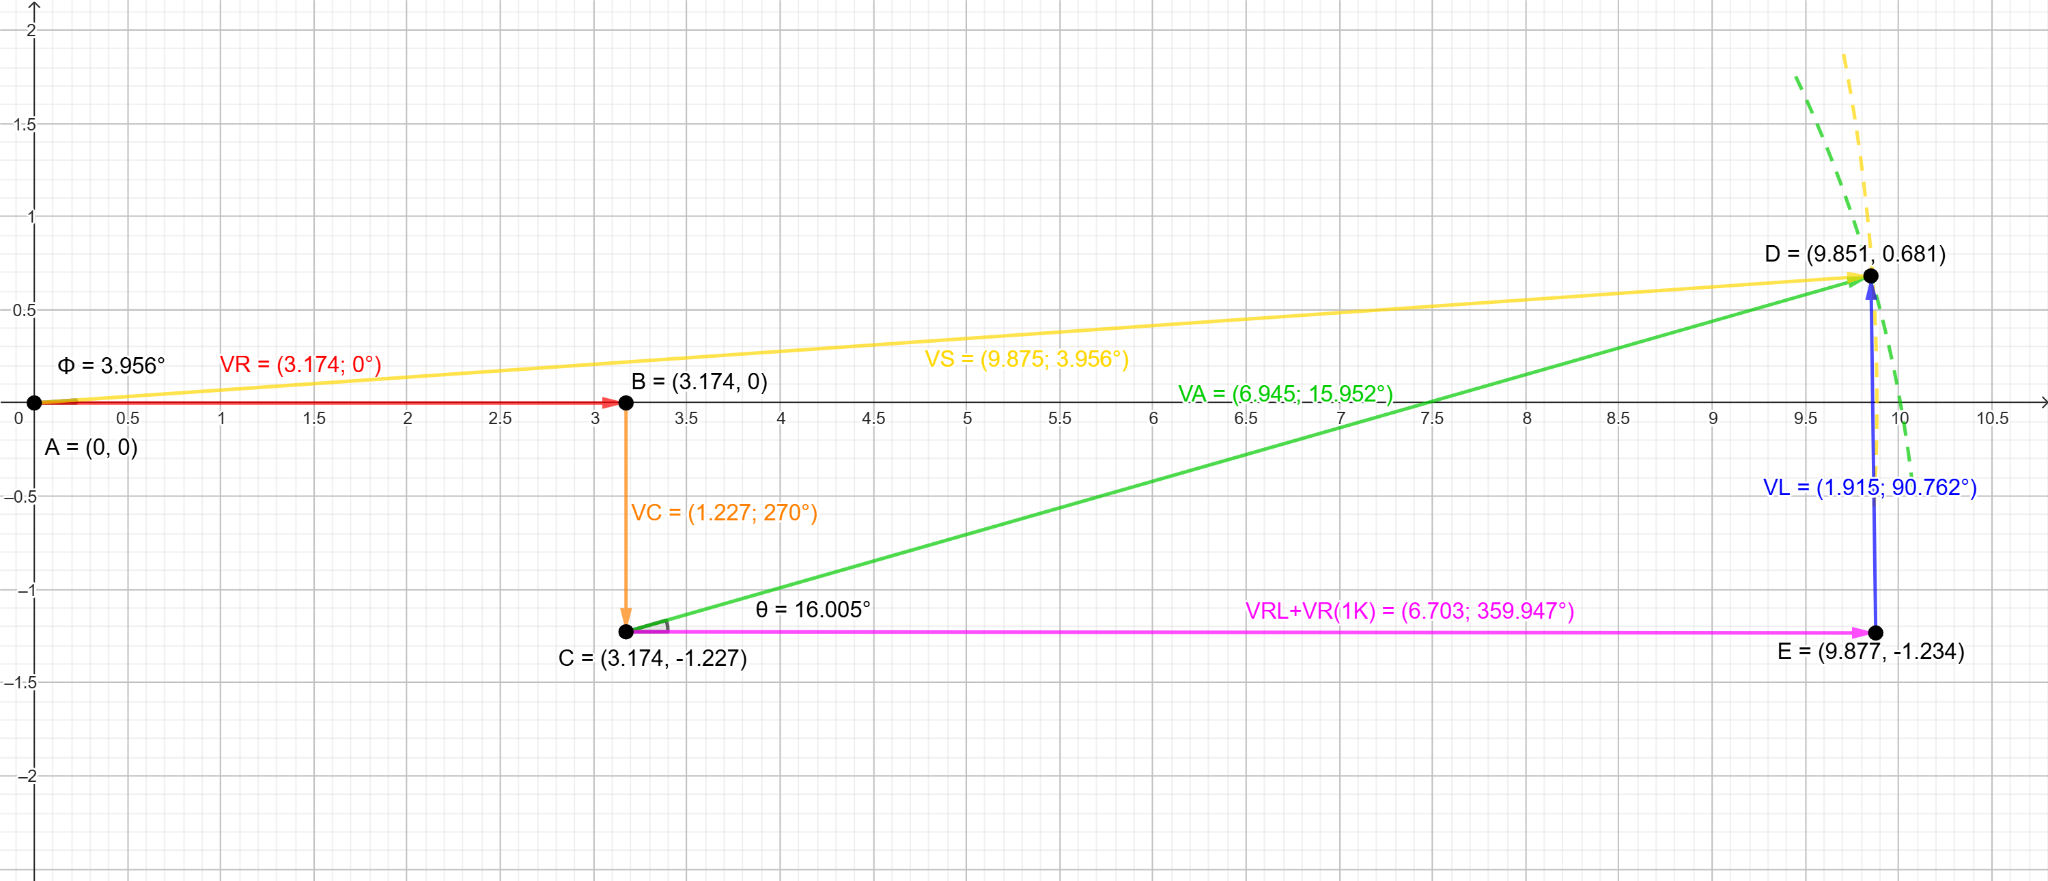 2
1.5
1
D = (9.851, 0.681)
0.5
Φ = 3.956°
VR = (3.174; 0°)
VS = (9.875; 3.956°)
B = (3.174, 0)
VA = (6.945; 15.952°)
0 0.5 1 1.5 2 2.5 3 3.5 4 4.5 5 5.5 6 6.5 7 7.5 8 8.5 9 9.5 10 10.5
A = (0, 0)
–0.5
VL = (1.915; 90.762°)
VC = (1.227; 270°)
–1
θ = 16.005°
VRL+VR(1K) = (6.703; 359.947°)
C = (3.174, -1.227)
E = (9.877, -1.234)
–1.5
–2